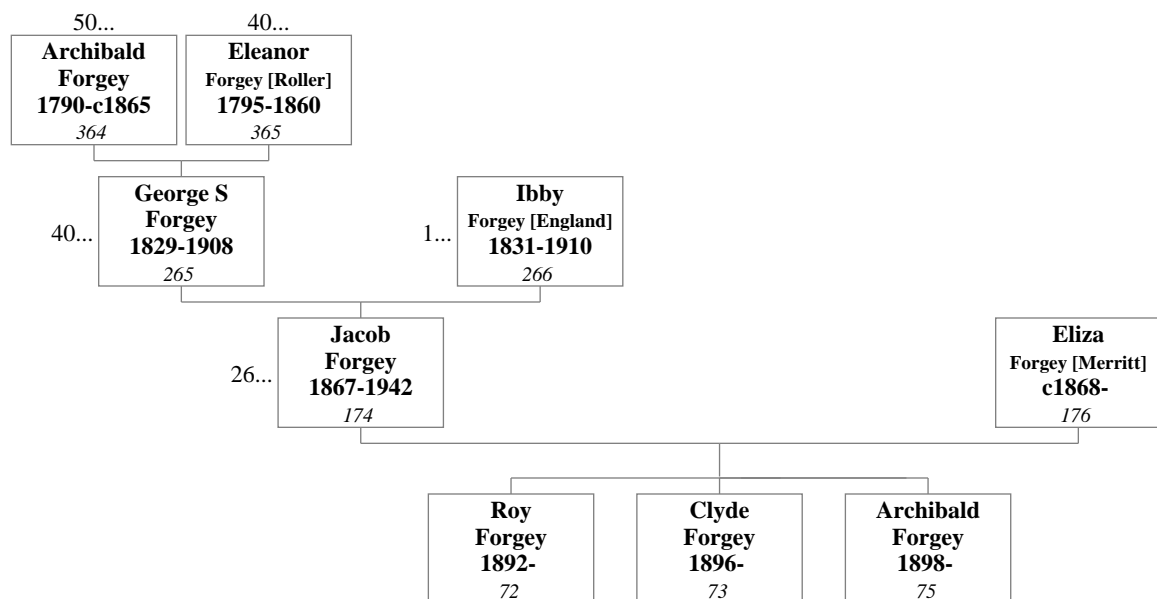 50...
40...
Archibald
Forgey
1790-c1865
364
Eleanor
Forgey [Roller]
1795-1860
365
40...
George S
Forgey
1829-1908
265
1...
Ibby
Forgey [England]
1831-1910
266
26...
Jacob
Forgey
1867-1942
174
Eliza
Forgey [Merritt]
c1868-
176
Roy
Forgey
1892-
72
Clyde
Forgey
1896-
73
Archibald
Forgey
1898-
75